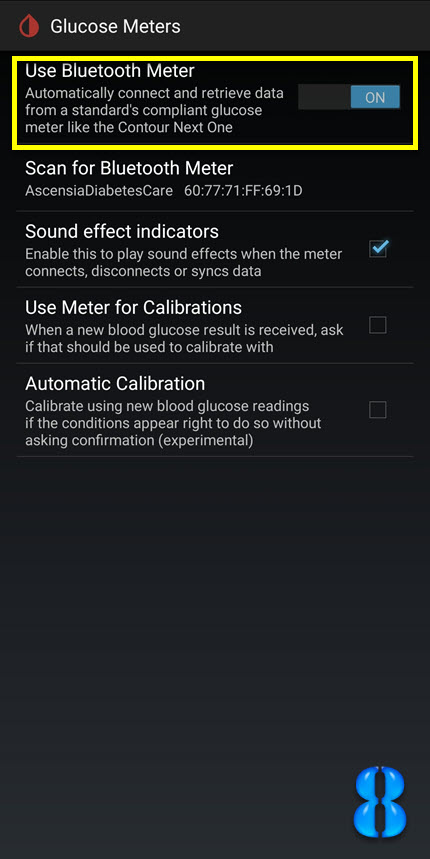 Glucose Meters
Use Bluetooth Meter
Automatically connect and retrieve data
from a standard's compliant glucose
meter like the Contour Next One
ON
Scan for Bluetooth Meter
AscensiaDiabetesCare 60:77:71:FF:69:1D
Sound effect indicators
Enable this to play sound effects when the meter
connects, disconnects or syncs data
Use Meter for Calibrations
When a new blood glucose result is received, ask
if that should be used to calibrate with
Automatic Calibration
Calibrate using new blood glucose readings
if the conditions appear right to do so without
asking confirmation (experimental)
8